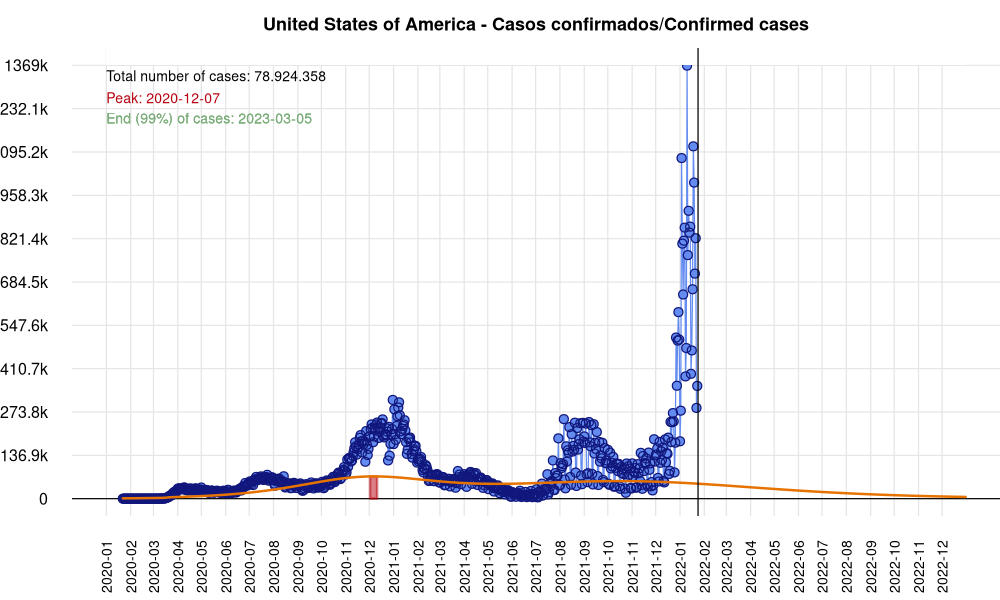 United States of America - Casos confirmados/Confirmed cases
Total number of cases: 78.924.358
Peak: 2020-12-07
End (99%) of cases: 2023-03-05
1369k
232.1k
095.2k
958.3k
821.4k
684.5k
547.6k
410.7k
273.8k
136.9k
0
2020-01
2020-02
2020-03
2020-04
2020-05
2020-06
2020-07
2020-08
2020-09
2020-10
2020-11
2020-12
2021-01
2021-02
2021-03
2021-04
2021-05
2021-06
2021-07
2021-08
2021-09
2021-10
2021-11
2021-12
2022-01
2022-02
2022-03
2022-04
2022-05
2022-06
2022-07
2022-08
2022-09
2022-10
2022-11
2022-12